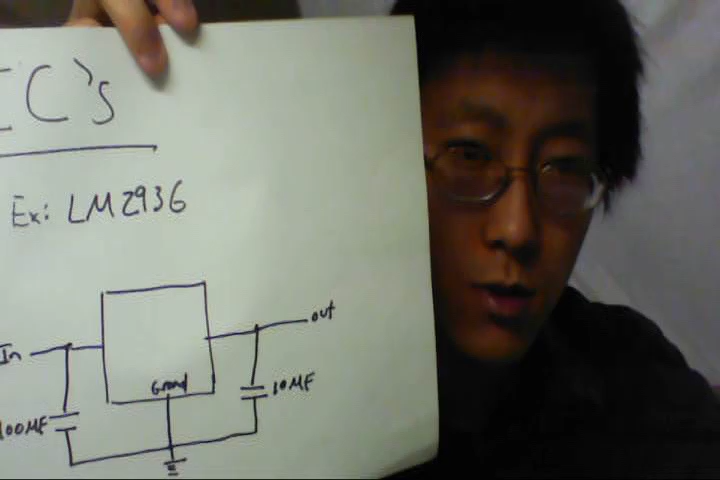 IC's
Ex: LM2936
In
out
Grond
10MF
100MF